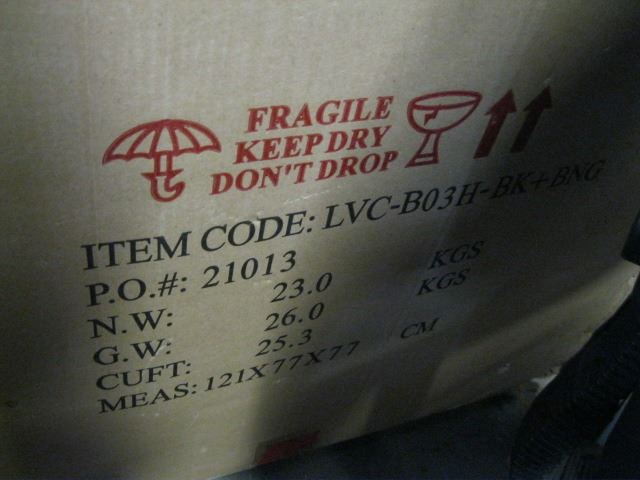 FRAGILE
KEEP DRY
DON'T DROP
ITEM CODE: LVC-B03H-BK+BNG
P.O.#: 21013
N.W: 23.0 KGS
G.W: 26.0 KGS
CUFT: 25.3
MEAS: 121X77X77 CM